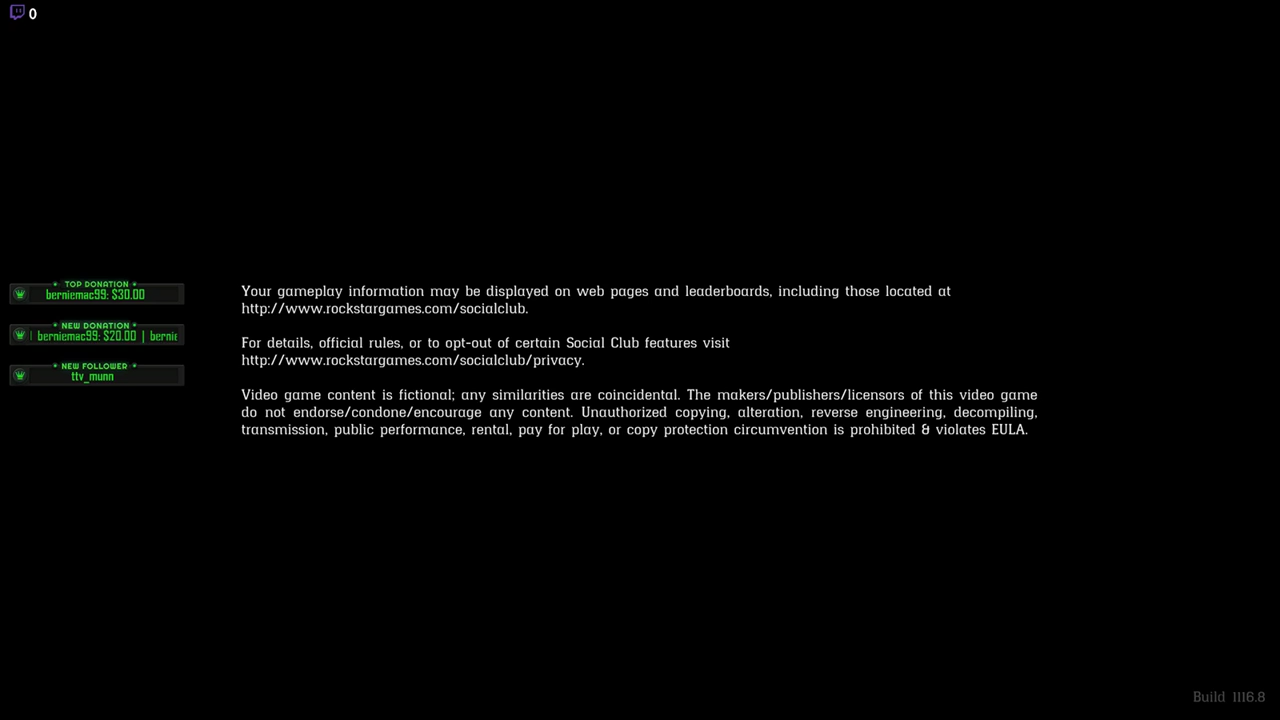 0
TOP DONATION
berniemac99: $30.00
NEW DONATION
berniemac99: $20.00 | bernie
NEW FOLLOWER
ttv_munn
Your gameplay information may be displayed on web pages and leaderboards, including those located at
http://www.rockstargames.com/socialclub.
For details, official rules, or to opt-out of certain Social Club features visit
http://www.rockstargames.com/socialclub/privacy.
Video game content is fictional; any similarities are coincidental. The makers/publishers/licensors of this video game
do not endorse/condone/encourage any content. Unauthorized copying, alteration, reverse engineering, decompiling,
transmission, public performance, rental, pay for play, or copy protection circumvention is prohibited & violates EULA.
Build 1116.8